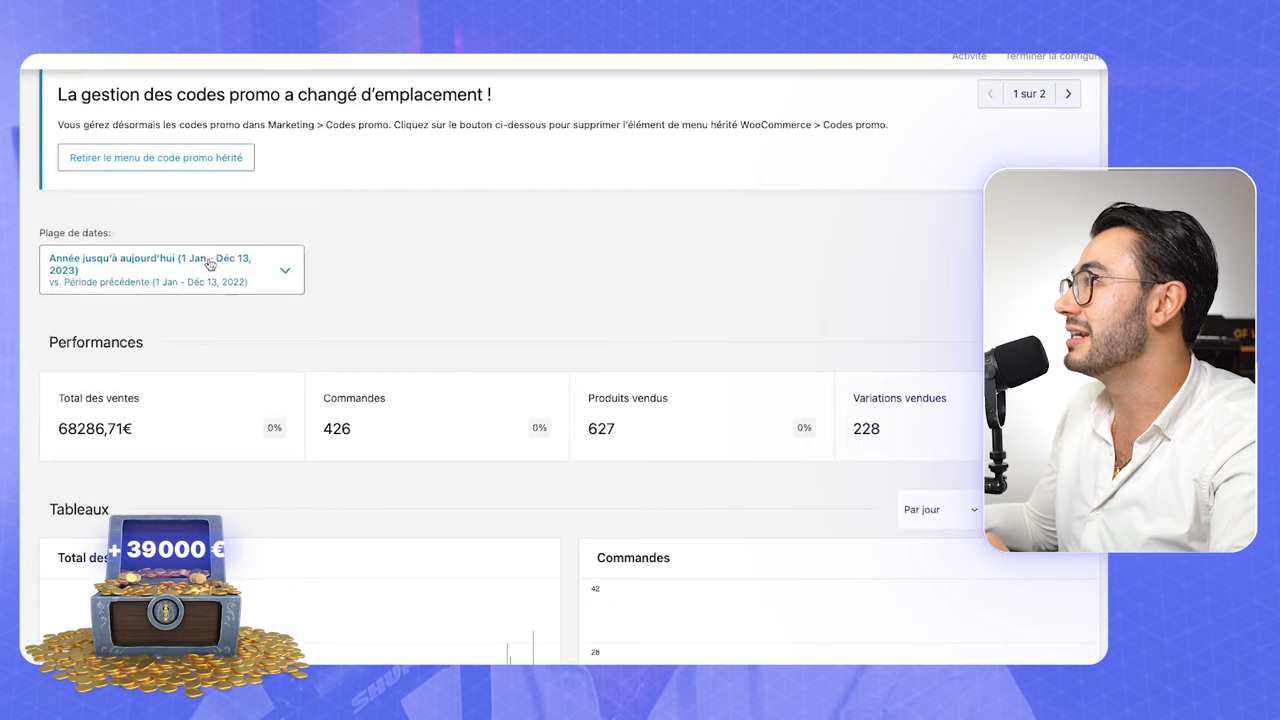 Activité
Terminer la configur
La gestion des codes promo a changé d'emplacement !
1 sur 2
Vous gérez désormais les codes promo dans Marketing > Codes promo. Cliquez sur le bouton ci-dessous pour supprimer l'élément de menu hérité WooCommerce > Codes promo.
Retirer le menu de code promo hérité
Plage de dates:
Année jusqu'à aujourd'hui (1 Jan - Déc 13,
2023)
vs. Période précédente (1 Jan - Déc 13, 2022)
Performances
Total des ventes
68286,71€
0%
Commandes
426
0%
Produits vendus
627
0%
Variations vendues
228
Tableaux
Par jour
Total des
+ 39000 €
Commandes
42
28
OF
SHURE